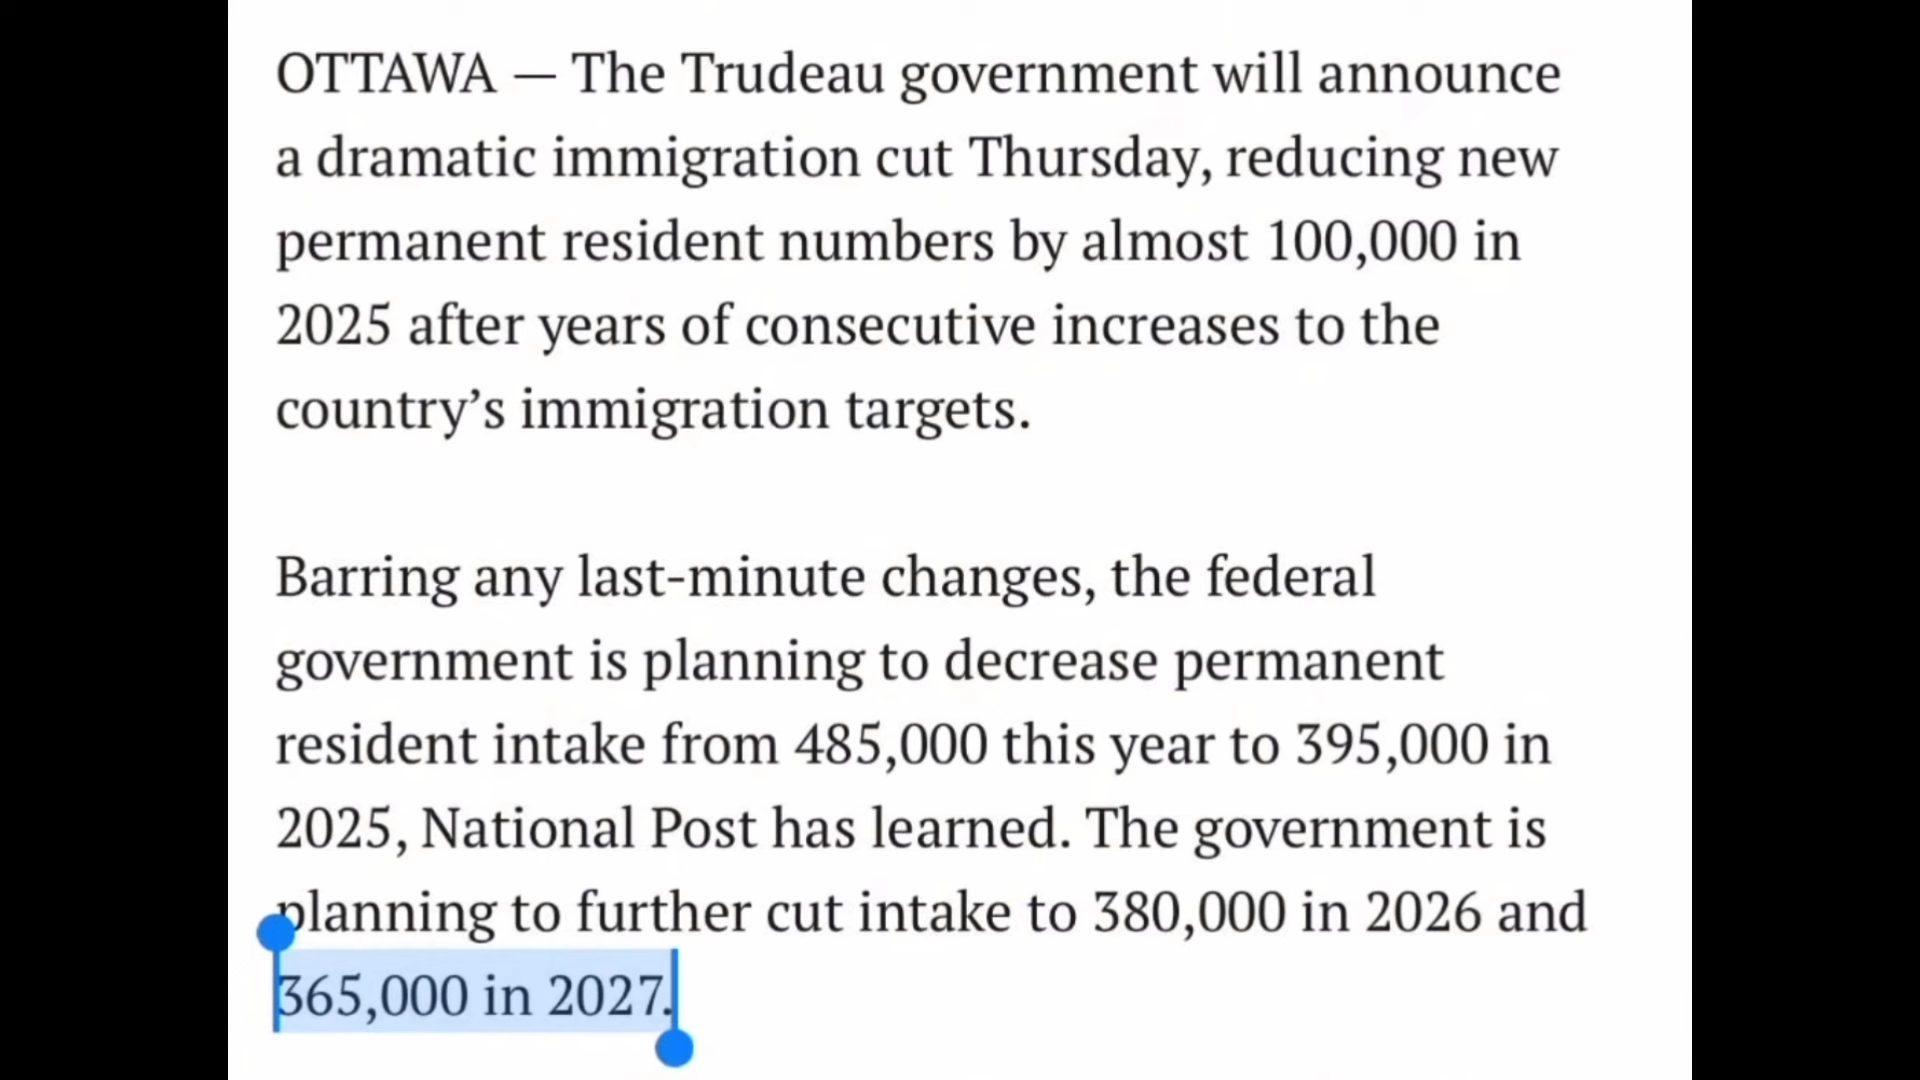 OTTAWA — The Trudeau government will announce
a dramatic immigration cut Thursday, reducing new
permanent resident numbers by almost 100,000 in
2025 after years of consecutive increases to the
country’s immigration targets.
Barring any last-minute changes, the federal
government is planning to decrease permanent
resident intake from 485,000 this year to 395,000 in
2025, National Post has learned. The government is
planning to further cut intake to 380,000 in 2026 and
365,000 in 2027.